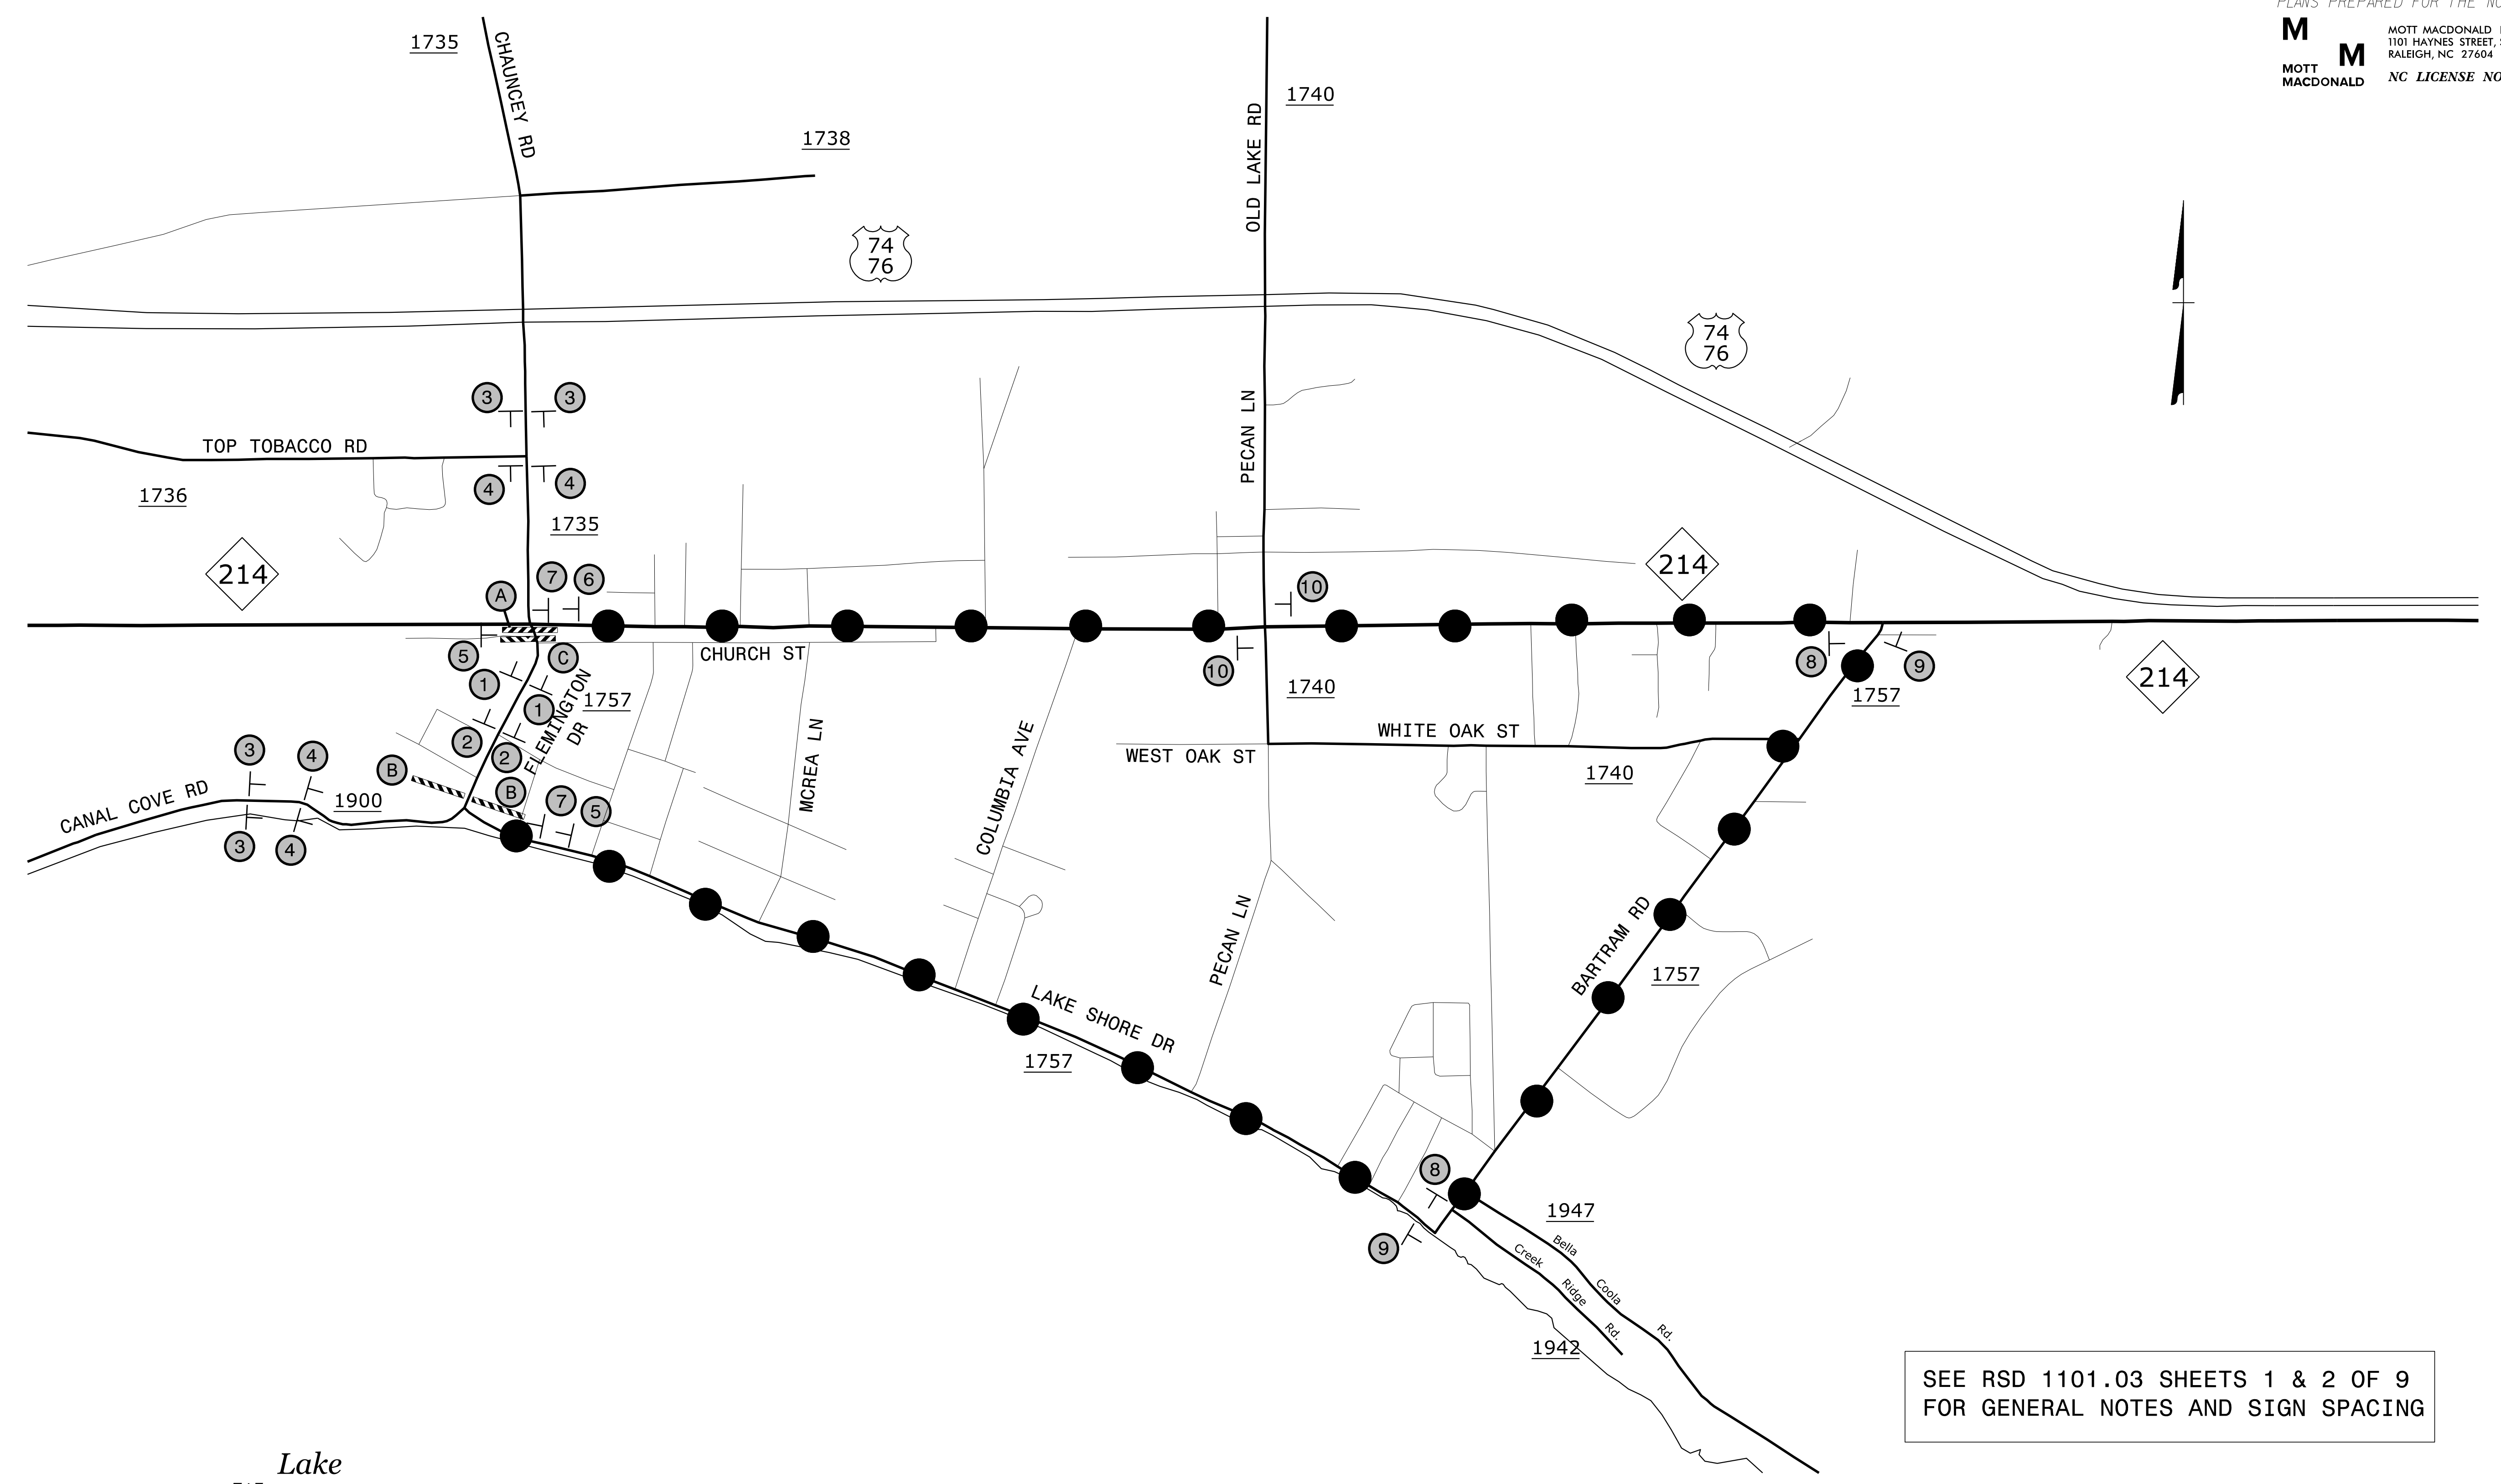 PLANS PREPARED FOR THE
M
M
MOTT
MACDONALD
MOTT MACDONALD
1101 HAYNES STREET,
RALEIGH, NC 27604
NC LICENSE NO
1735
CHAUNCEY RD
1740
OLD LAKE RD
1738
74
76
74
76
3
3
TOP TOBACCO RD
PECAN LN
4
4
1736
1735
214
214
7
6
A
10
5
C
CHURCH ST
10
8
9
1
1757
1740
1757
214
1
FLEMINGTON
DR
2
2
MCREA LN
COLUMBIA AVE
WHITE OAK ST
WEST OAK ST
1740
3
4
B
B
7
5
CANAL COVE RD
1900
3
4
PECAN LN
BARTRAM RD
1757
LAKE SHORE DR
1757
8
9
1947
Bella
Coola
Rd.
Creek
Ridge
Rd.
1942
SEE RSD 1101.03 SHEETS 1 & 2 OF 9
FOR GENERAL NOTES AND SIGN SPACING
Lake